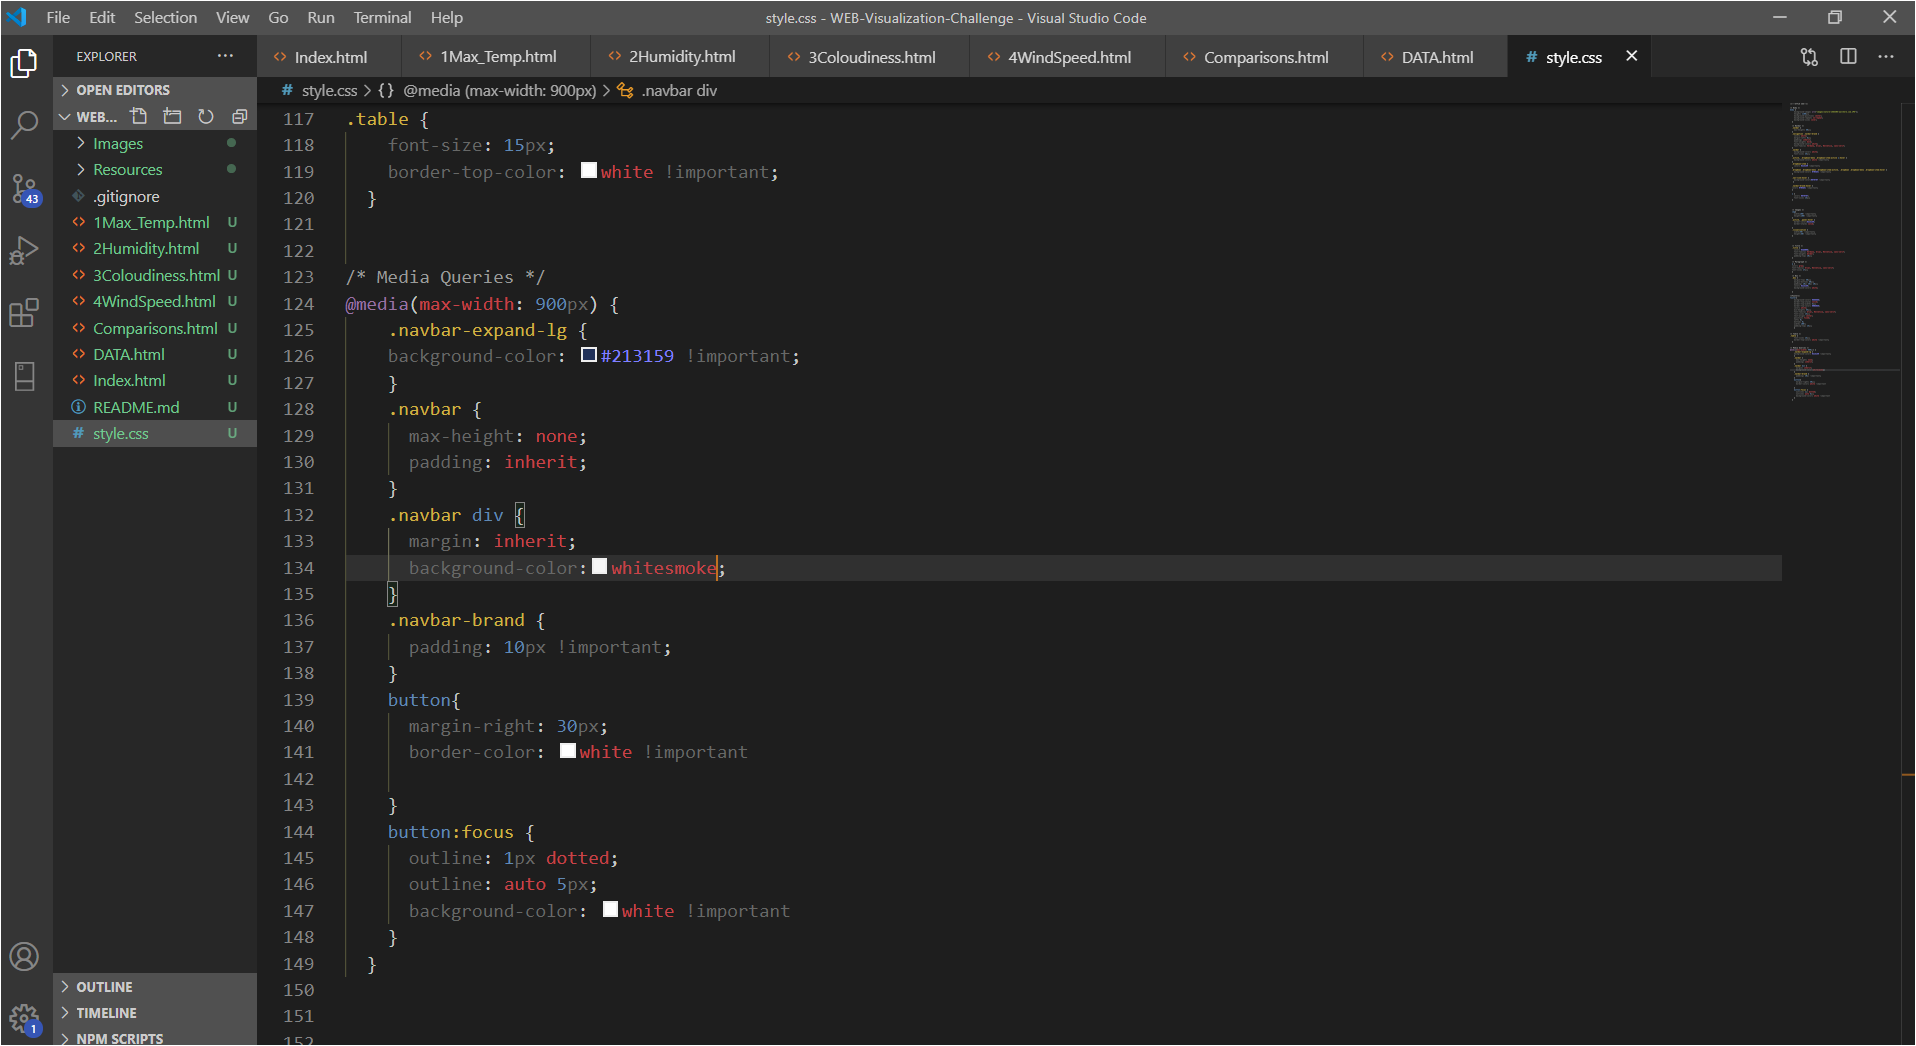 File Edit Selection View Go Run Terminal Help
style.css - WEB-Visualization-Challenge - Visual Studio Code
EXPLORER
Index.html 1Max_Temp.html 2Humidity.html 3Coloudiness.html 4WindSpeed.html Comparisons.html DATA.html # style.css
# style.css > {} @media (max-width: 900px) > .navbar div
OPEN EDITORS
WEB...
Images
Resources
.gitignore
1Max_Temp.html U
2Humidity.html U
3Coloudiness.html U
4WindSpeed.html U
Comparisons.html U
DATA.html U
Index.html U
README.md U
# style.css U
43
1
OUTLINE
TIMELINE
NPM SCRIPTS
117 .table {
118 font-size: 15px;
119 border-top-color: white !important;
120 }
121
122
123 /* Media Queries */
124 @media(max-width: 900px) {
125 .navbar-expand-lg {
126 background-color: #213159 !important;
127 }
128 .navbar {
129 max-height: none;
130 padding: inherit;
131 }
132 .navbar div {
133 margin: inherit;
134 background-color: whitesmoke;
135 }
136 .navbar-brand {
137 padding: 10px !important;
138 }
139 button{
140 margin-right: 30px;
141 border-color: white !important
142
143 }
144 button:focus {
145 outline: 1px dotted;
146 outline: auto 5px;
147 background-color: white !important
148 }
149 }
150
151
152